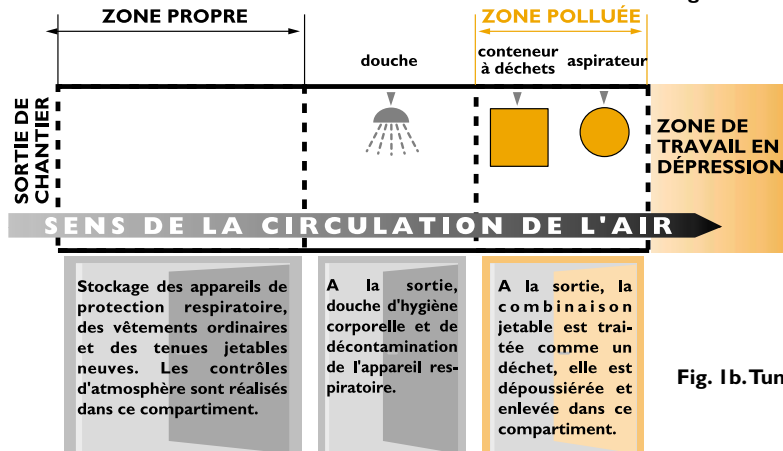 ZONE PROPRE
ZONE POLLUÉE
douche
conteneur
à déchets
aspirateur
SORTIE DE
CHANTIER
ZONE DE
TRAVAIL EN
DÉPRESSION
SENS DE LA CIRCULATION DE L'AIR
Stockage des appareils de
protection respiratoire,
des vêtements ordinaires
et des tenues jetables
neuves. Les contrôles
d'atmosphère sont réalisés
dans ce compartiment.
A la sortie,
douche d'hygiène
corporelle et de
décontamination
de l'appareil res-
piratoire.
A la sortie, la
combinaison
jetable est trai-
tée comme un
déchet, elle est
dépoussiérée et
enlevée dans ce
compartiment.
Fig. 1b. Tun